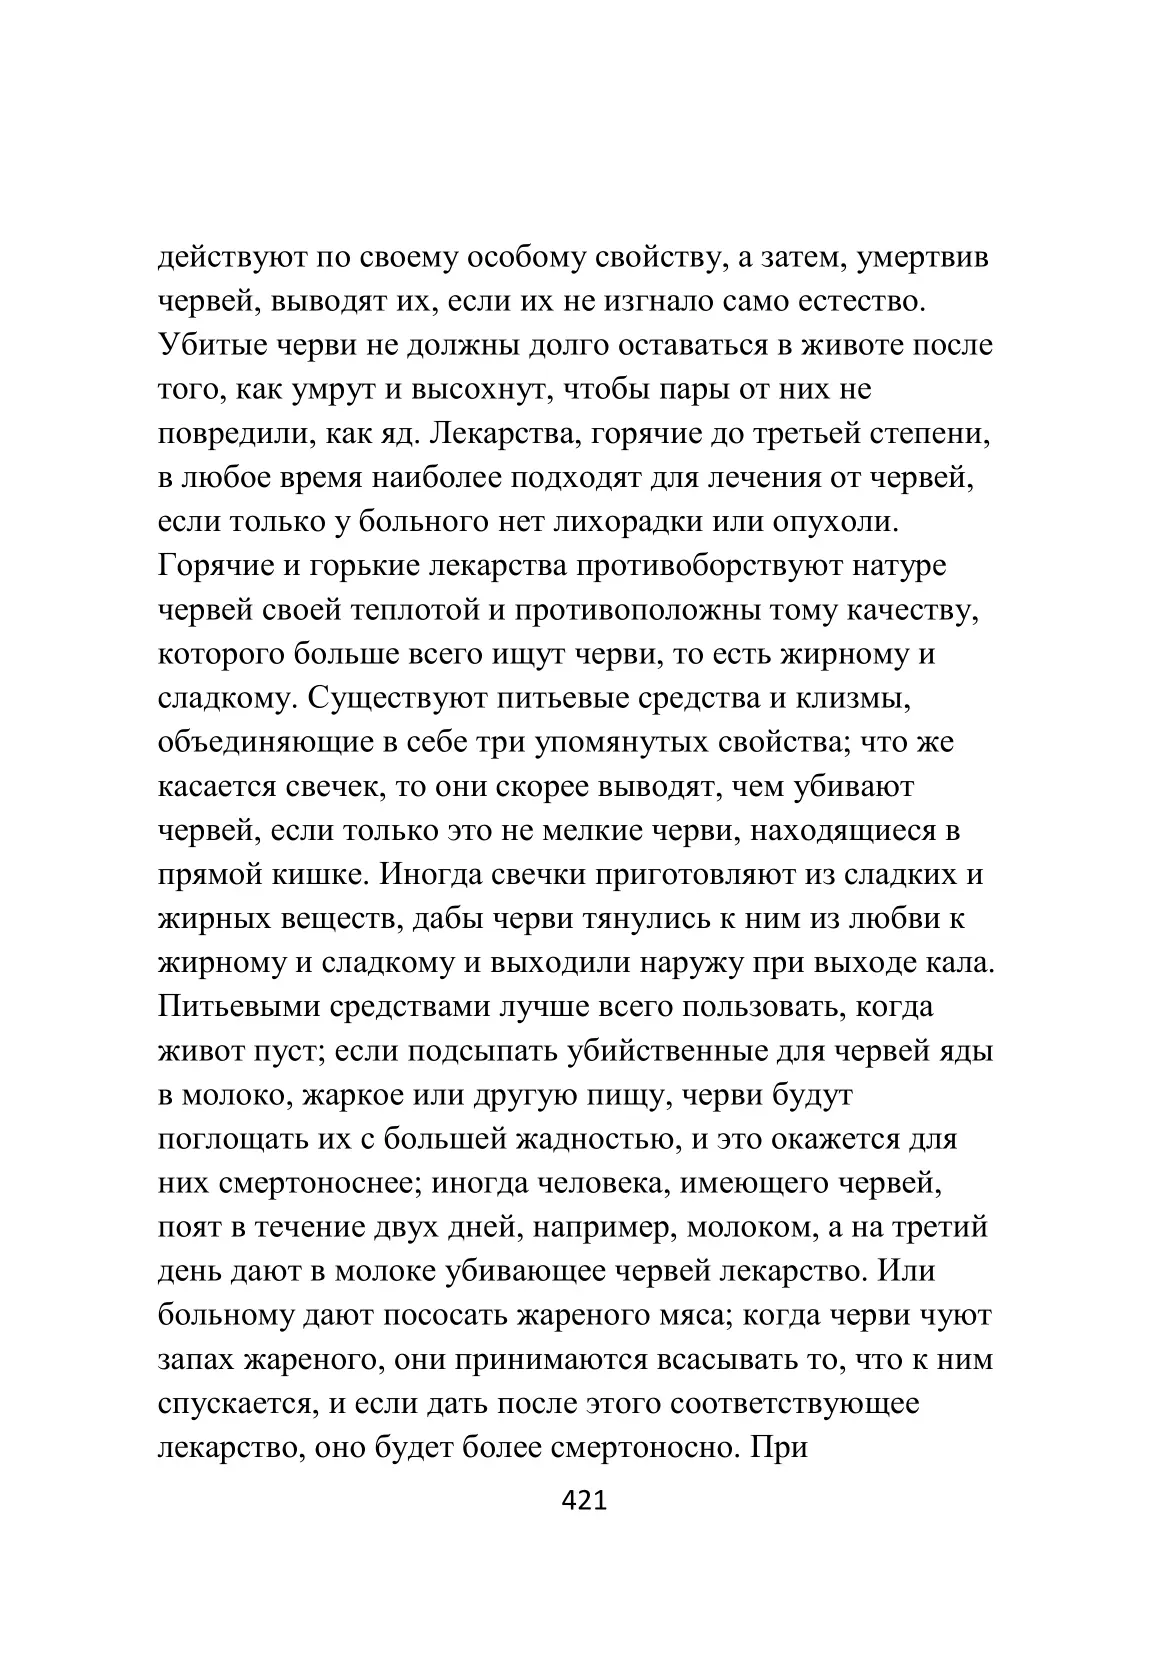 действуют по своему особому свойству, а затем, умертвив
червей, выводят их, если их не изгнало само естество.
Убитые черви не должны долго оставаться в животе после
того, как умрут и высохнут, чтобы пары от них не
повредили, как яд. Лекарства, горячие до третьей степени,
в любое время наиболее подходят для лечения от червей,
если только у больного нет лихорадки или опухоли.
Горячие и горькие лекарства противоборствуют натуре
червей своей теплотой и противоположны тому качеству,
которого больше всего ищут черви, то есть жирному и
сладкому. Существуют питьевые средства и клизмы,
объединяющие в себе три упомянутых свойства; что же
касается свечек, то они скорее выводят, чем убивают
червей, если только это не мелкие черви, находящиеся в
прямой кишке. Иногда свечки приготовляют из сладких и
жирных веществ, дабы черви тянулись к ним из любви к
жирному и сладкому и выходили наружу при выходе кала.
Питьевыми средствами лучше всего пользовать, когда
живот пуст; если подсыпать убийственные для червей яды
в молоко, жаркое или другую пищу, черви будут
поглощать их с большей жадностью, и это окажется для
них смертоноснее; иногда человека, имеющего червей,
поят в течение двух дней, например, молоком, а на третий
день дают в молоке убивающее червей лекарство. Или
больному дают пососать жареного мяса; когда черви чуют
запах жареного, они принимаются всасывать то, что к ним
спускается, и если дать после этого соответствующее
лекарство, оно будет более смертоносно. При
421